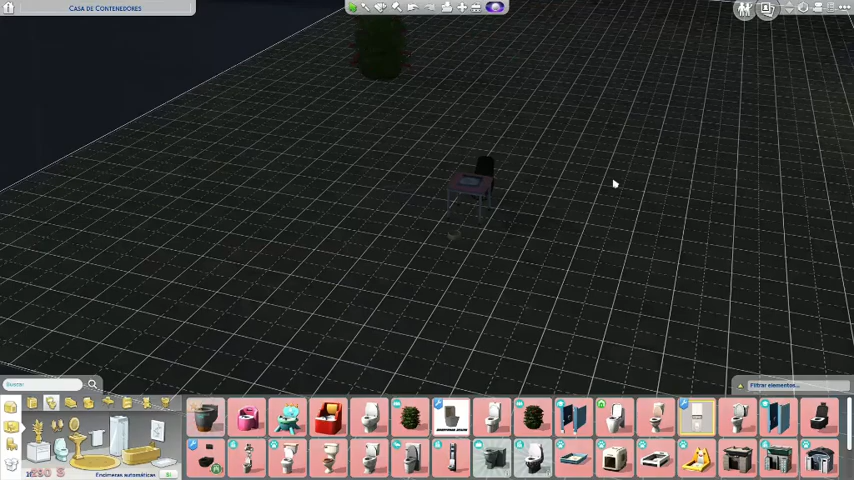 CASA DE CONTENEDORES
Buscar
Filtrar elementos...
Encimeras automáticas